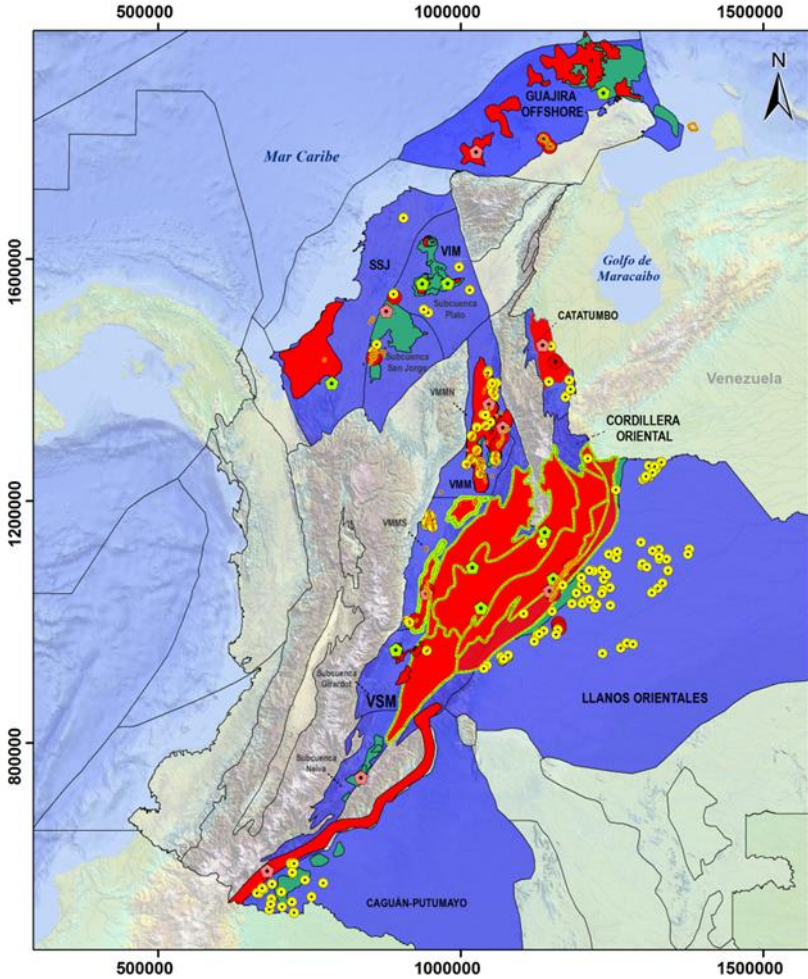 500000
1000000
1500000
N
GUAJIRA
OFFSHORE
Mar Caribe
1600000
SSJ
VIM
Golfo de
Maracaibo
Subcuenca
Plato
CATATUMBO
Subcuenca
San Jorge
Venezuela
VMMN
CORDILLERA
ORIENTAL
VMM
1200000
VMMS
Subcuenca
Girardot
VSM
LLANOS ORIENTALES
800000
Subcuenca
Neiva
CAGUÁN-PUTUMAYO
500000
1000000
1500000